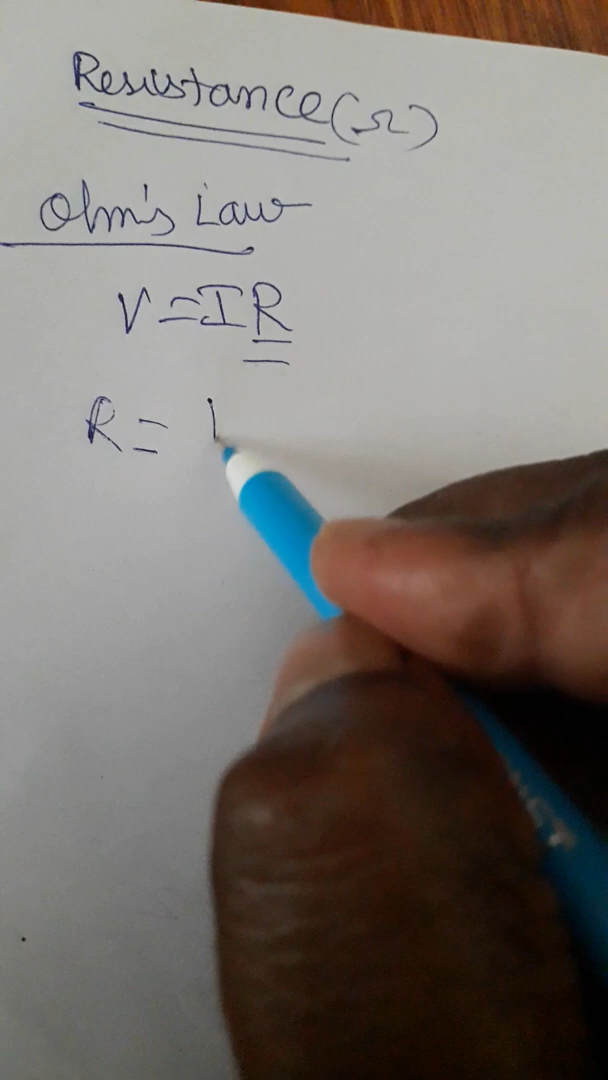 Resistance (Ω)
Ohm's Law
V = IR
R =